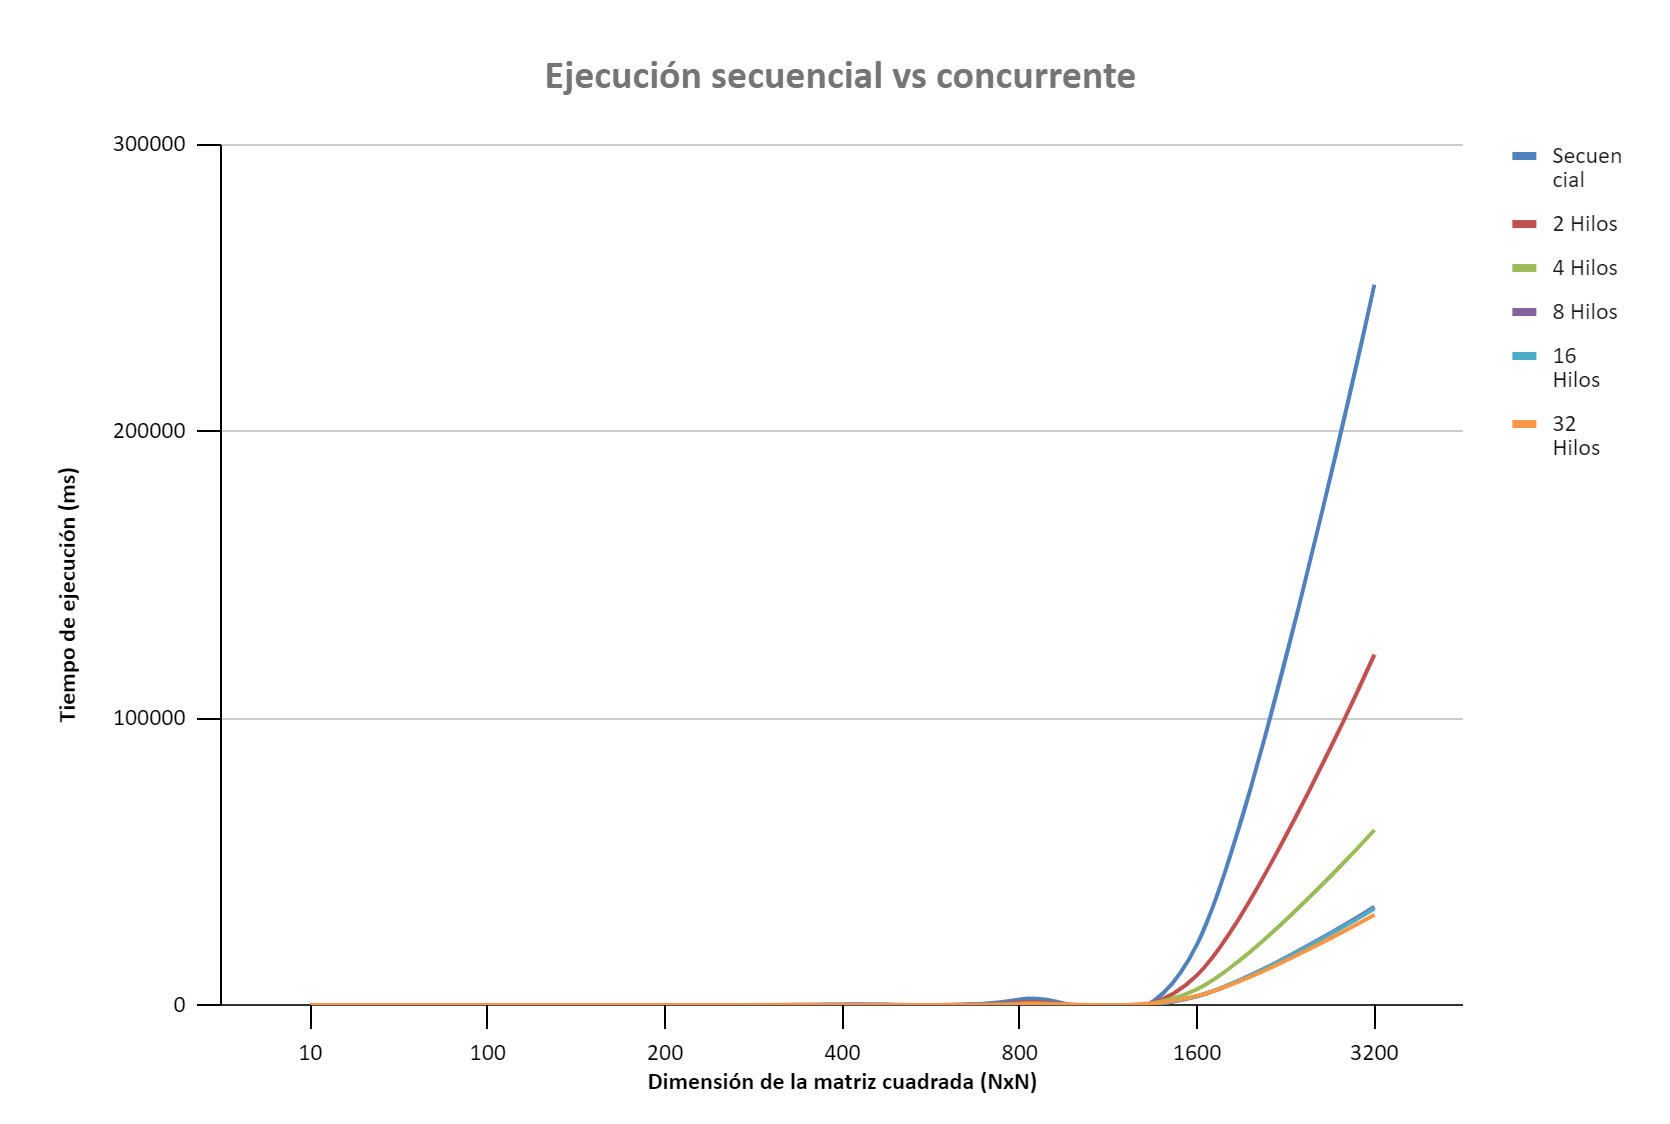 Ejecución secuencial vs concurrente
300000
200000
100000
0
Tiempo de ejecución (ms)
10
100
200
400
800
1600
3200
Dimensión de la matriz cuadrada (NxN)
Secuen
cial
2 Hilos
4 Hilos
8 Hilos
16
Hilos
32
Hilos